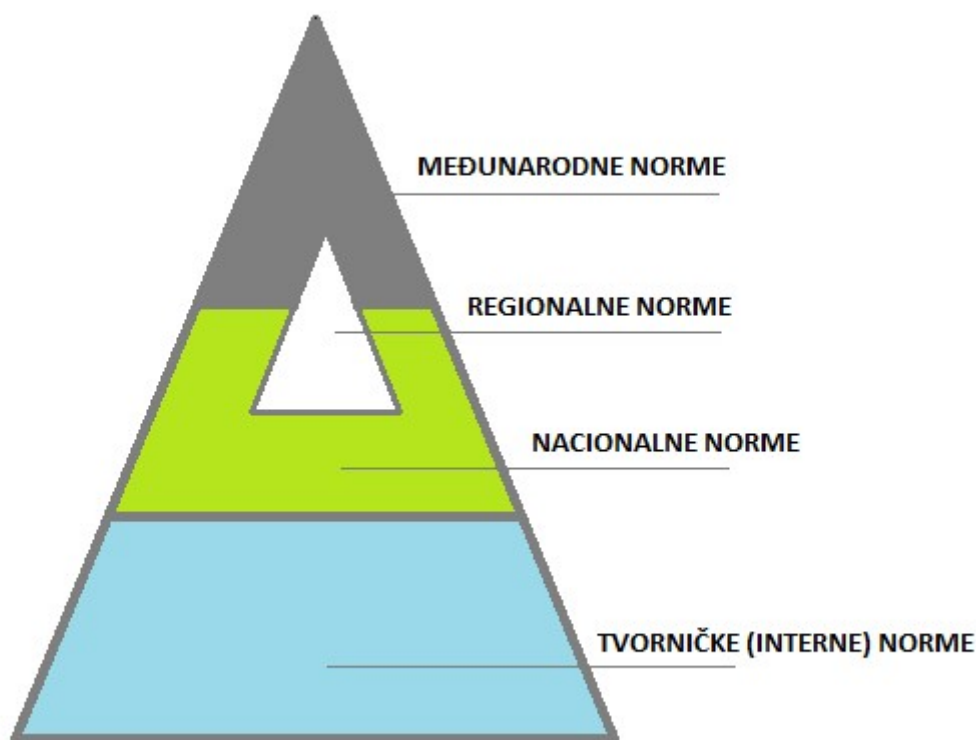 MEĐUNARODNE NORME
REGIONALNE NORME
NACIONALNE NORME
TVORNIČKE (INTERNE) NORME